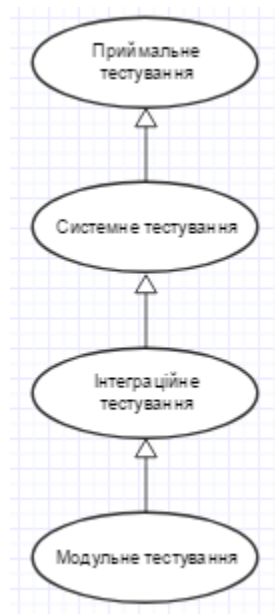 Приймальне
тестування
Системне тестування
Інтеграційне
тестування
Модульне тестування